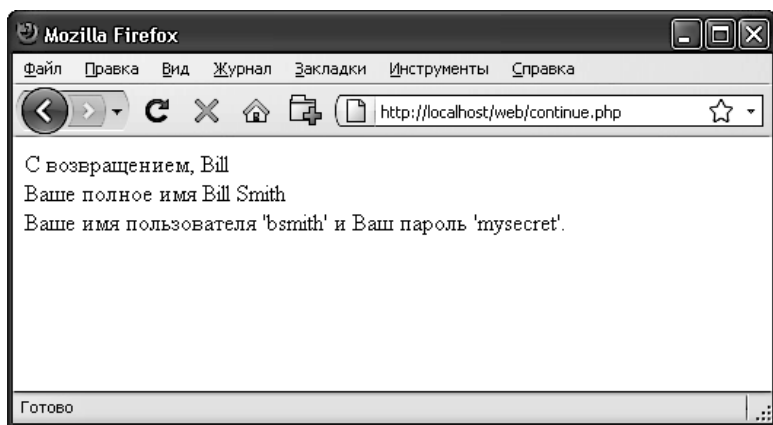 Mozilla Firefox
Файл Правка Вид Журнал Закладки Инструменты Справка
http://localhost/web/continue.php
С возвращением, Bill
Ваше полное имя Bill Smith
Ваше имя пользователя 'bsmith' и Ваш пароль 'mysecret'.
Готово